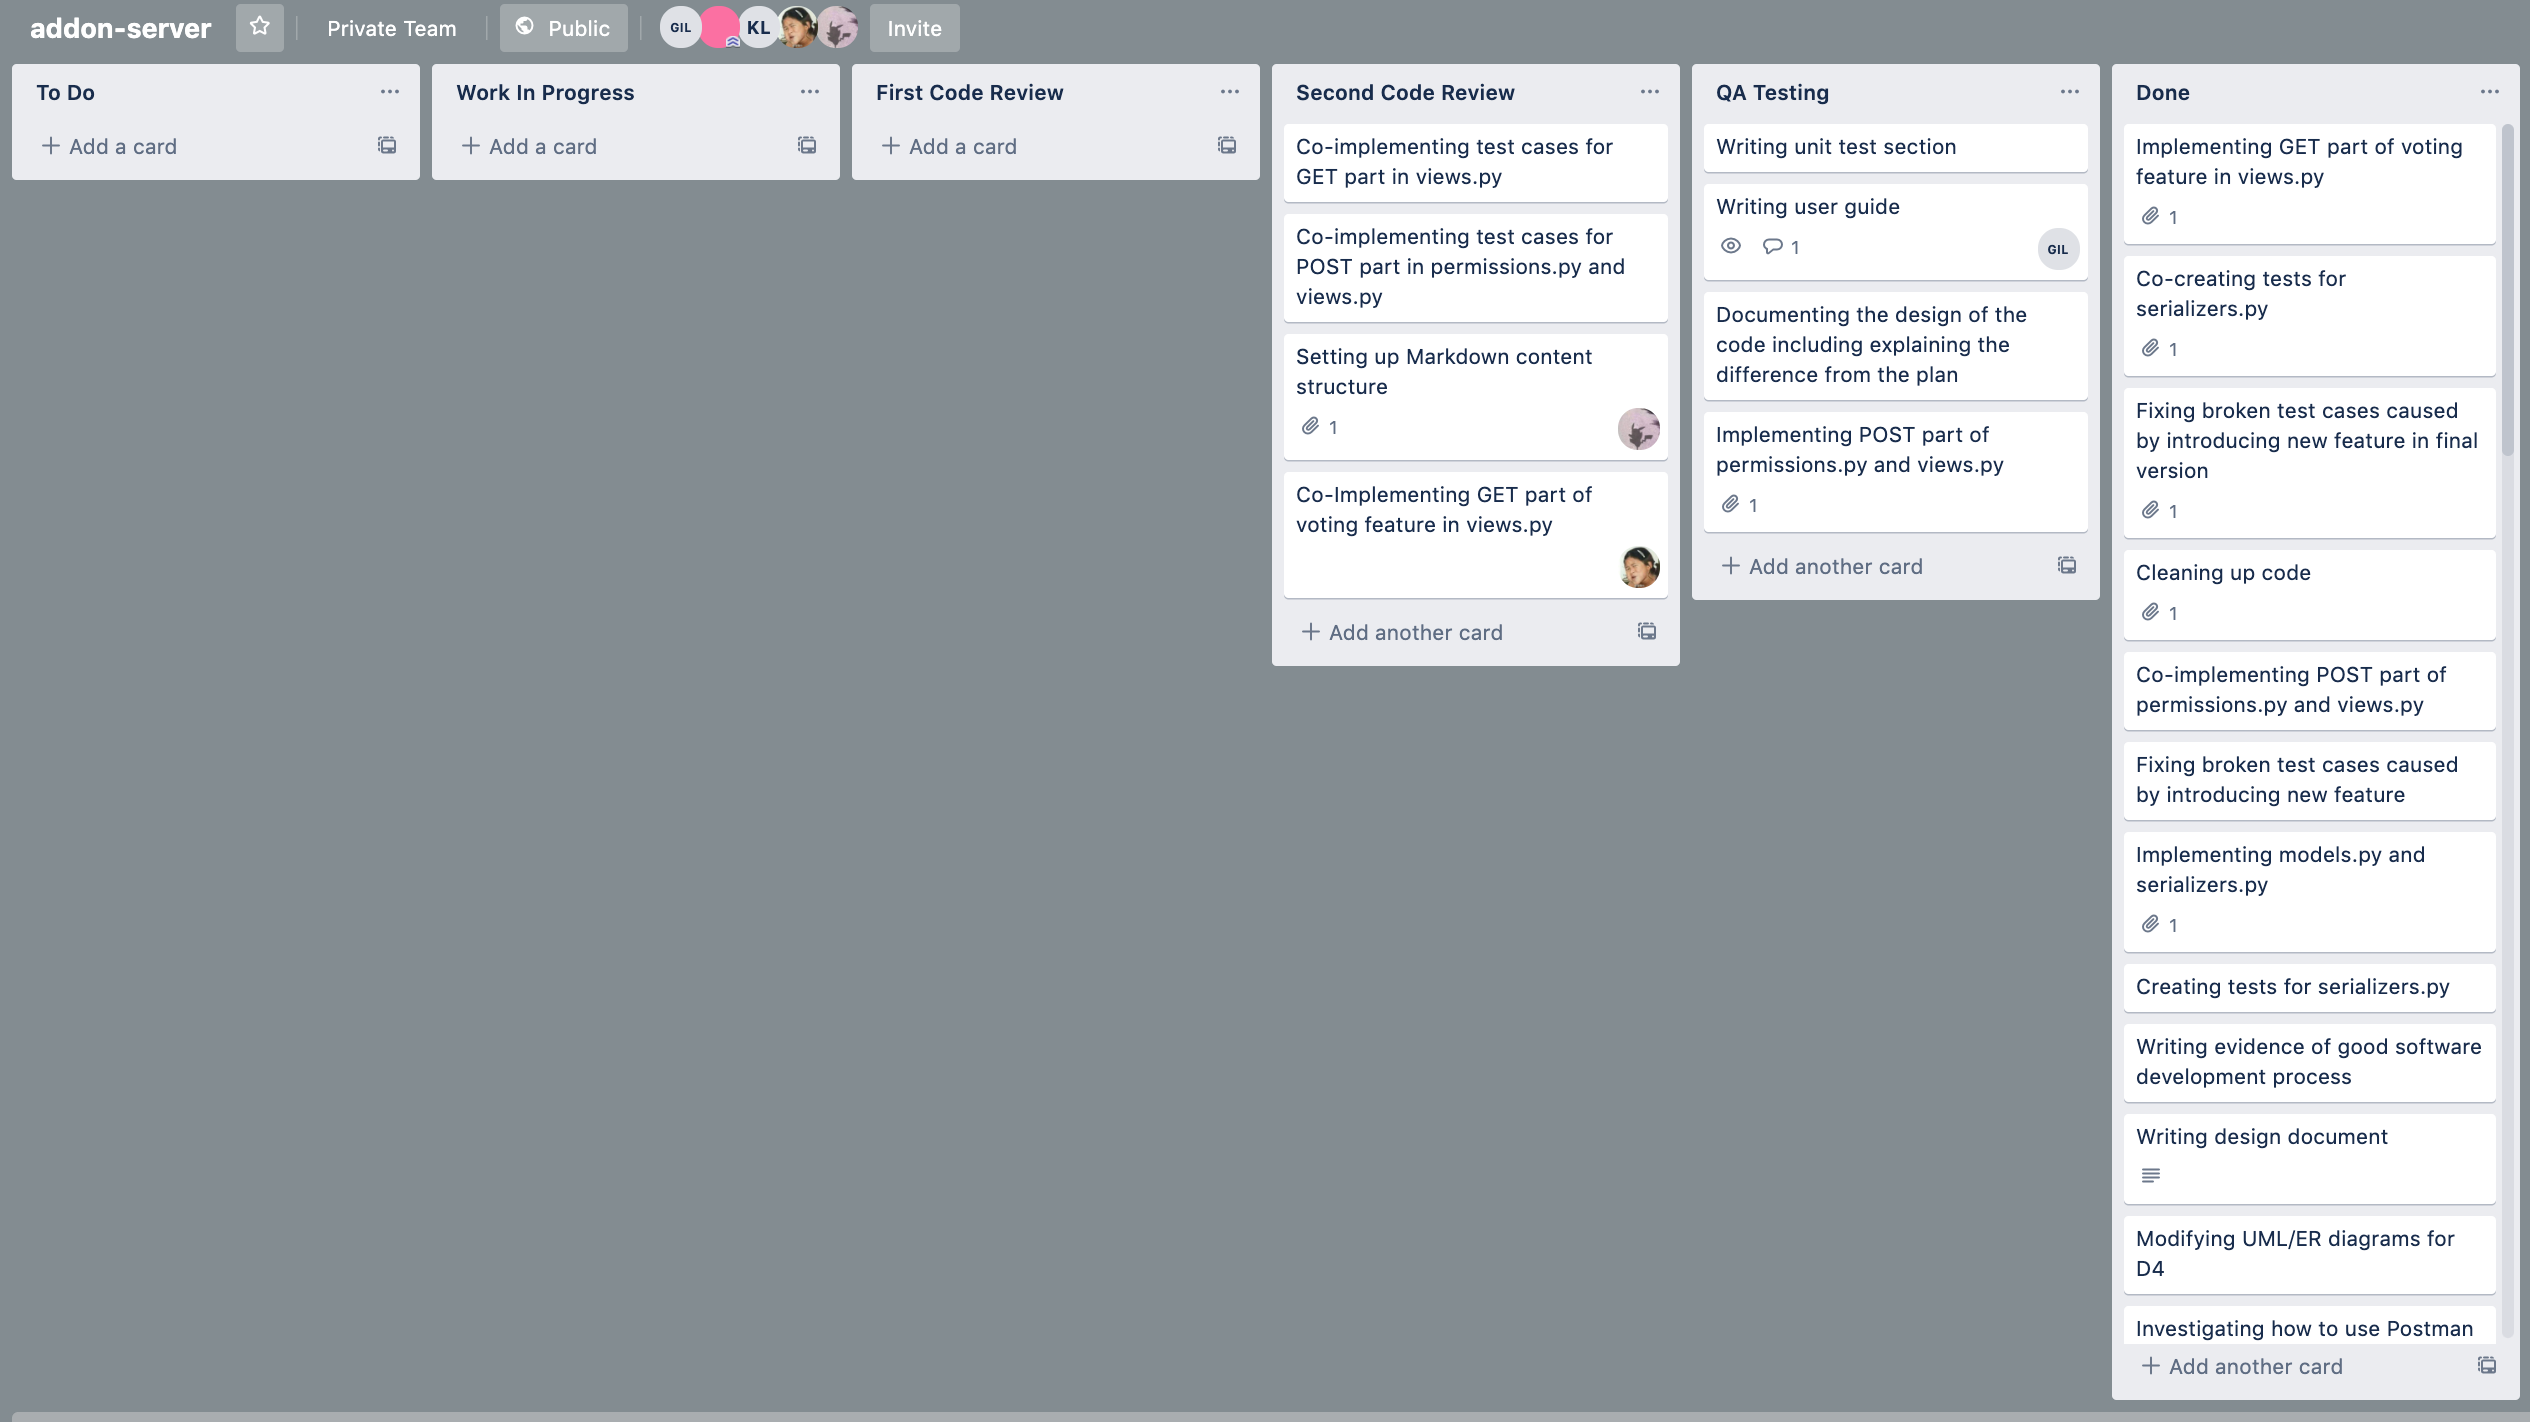 addon-server
Private Team
Public
GIL
KL
Invite
To Do
Add a card
Work In Progress
Add a card
First Code Review
Add a card
Second Code Review
Co-implementing test cases for
GET part in views.py
Co-implementing test cases for
POST part in permissions.py and
views.py
Setting up Markdown content
structure
1
Co-Implementing GET part of
voting feature in views.py
Add another card
QA Testing
Writing unit test section
Writing user guide
1
GIL
Documenting the design of the
code including explaining the
difference from the plan
Implementing POST part of
permissions.py and views.py
1
Add another card
Done
Implementing GET part of voting
feature in views.py
1
Co-creating tests for
serializers.py
1
Fixing broken test cases caused
by introducing new feature in final
version
1
Cleaning up code
1
Co-implementing POST part of
permissions.py and views.py
Fixing broken test cases caused
by introducing new feature
Implementing models.py and
serializers.py
1
Creating tests for serializers.py
Writing evidence of good software
development process
Writing design document
Modifying UML/ER diagrams for
D4
Investigating how to use Postman
Add another card